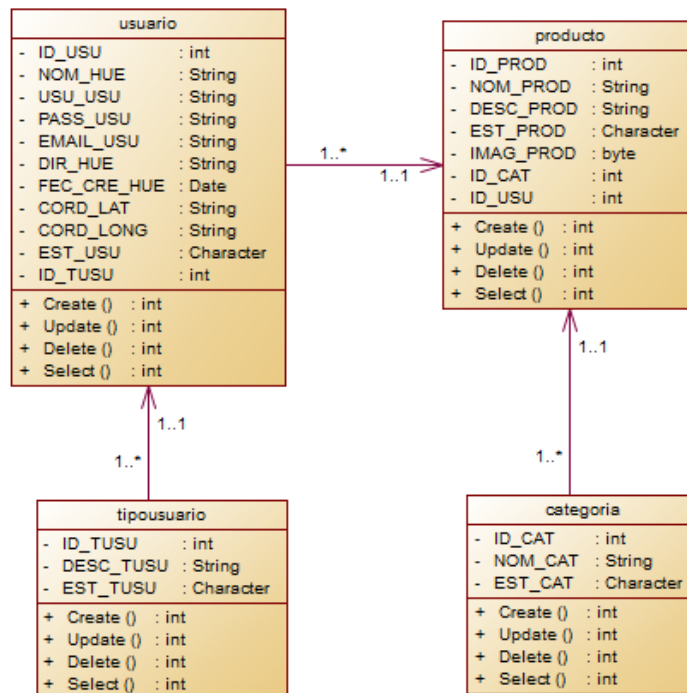 usuario
- ID_USU : int
- NOM_HUE : String
- USU_USU : String
- PASS_USU : String
- EMAIL_USU : String
- DIR_HUE : String
- FEC_CRE_HUE : Date
- CORD_LAT : String
- CORD_LONG : String
- EST_USU : Character
- ID_TUSU : int
+ Create () : int
+ Update () : int
+ Delete () : int
+ Select () : int
1..*
1..1
producto
- ID_PROD : int
- NOM_PROD : String
- DESC_PROD : String
- EST_PROD : Character
- IMAG_PROD : byte
- ID_CAT : int
- ID_USU : int
+ Create () : int
+ Update () : int
+ Delete () : int
+ Select () : int
1..1
1..*
tipousuario
- ID_TUSU : int
- DESC_TUSU : String
- EST_TUSU : Character
+ Create () : int
+ Update () : int
+ Delete () : int
+ Select () : int
1..1
1..*
categoria
- ID_CAT : int
- NOM_CAT : String
- EST_CAT : Character
+ Create () : int
+ Update () : int
+ Delete () : int
+ Select () : int